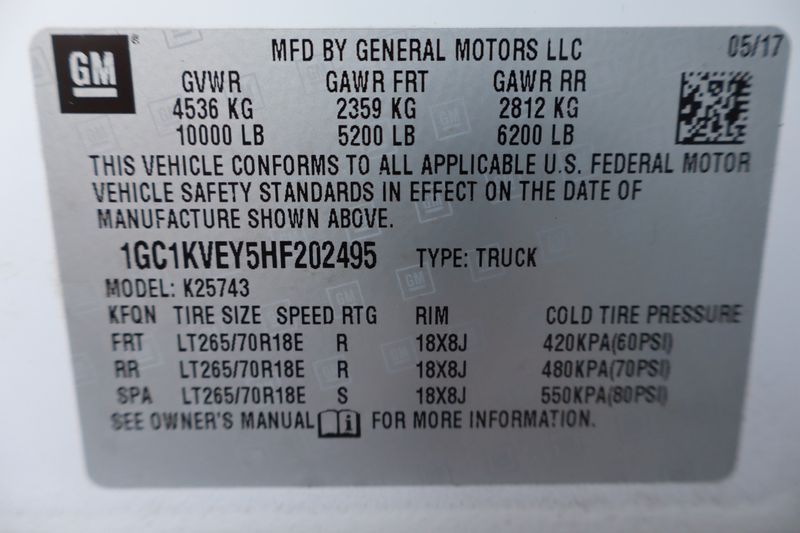 GM
MFD BY GENERAL MOTORS LLC 05/17
GVWR GAWR FRT GAWR RR
4536 KG 2359 KG 2812 KG
10000 LB 5200 LB 6200 LB
THIS VEHICLE CONFORMS TO ALL APPLICABLE U.S. FEDERAL MOTOR
VEHICLE SAFETY STANDARDS IN EFFECT ON THE DATE OF
MANUFACTURE SHOWN ABOVE.
1GC1KVEY5HF202495 TYPE: TRUCK
MODEL: K25743
KFQN TIRE SIZE SPEED RTG RIM COLD TIRE PRESSURE
FRT LT265/70R18E R 18X8J 420KPA(60PSI)
RR LT265/70R18E R 18X8J 480KPA(70PSI)
SPA LT265/70R18E S 18X8J 550KPA(80PSI)
SEE OWNER'S MANUAL FOR MORE INFORMATION.